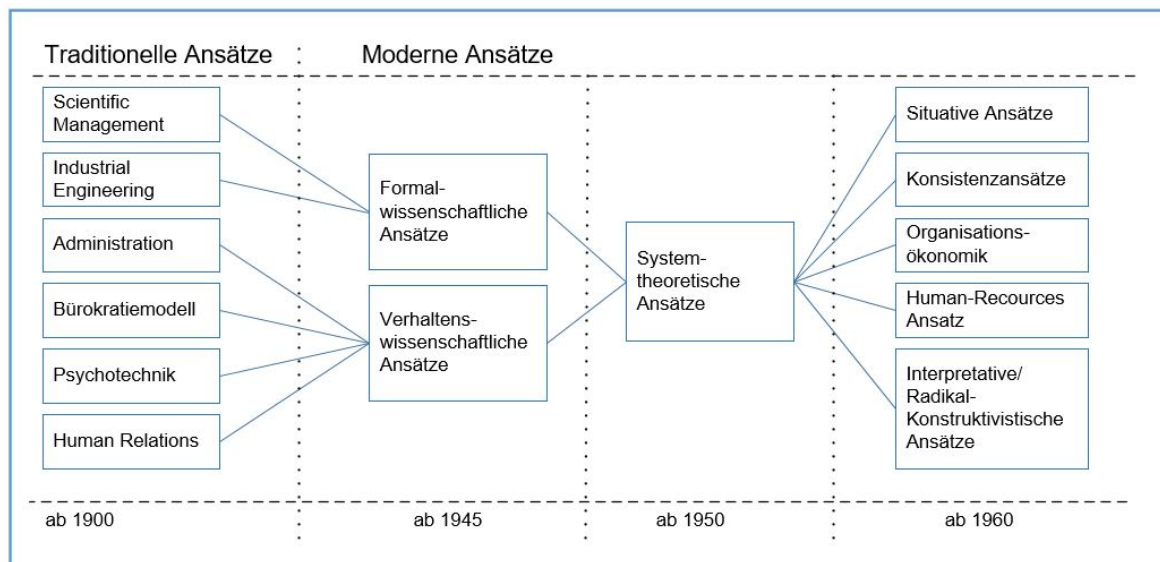 Traditionelle Ansätze
Moderne Ansätze
Scientific
Management
Industrial
Engineering
Administration
Bürokratiemodell
Psychotechnik
Human Relations
Formal-
wissenschaftliche
Ansätze
Verhaltens-
wissenschaftliche
Ansätze
System-
theoretische
Ansätze
Situative Ansätze
Konsistenzansätze
Organisations-
ökonomik
Human-Recources
Ansatz
Interpretative/
Radikal-
Konstruktivistische
Ansätze
ab 1900
ab 1945
ab 1950
ab 1960